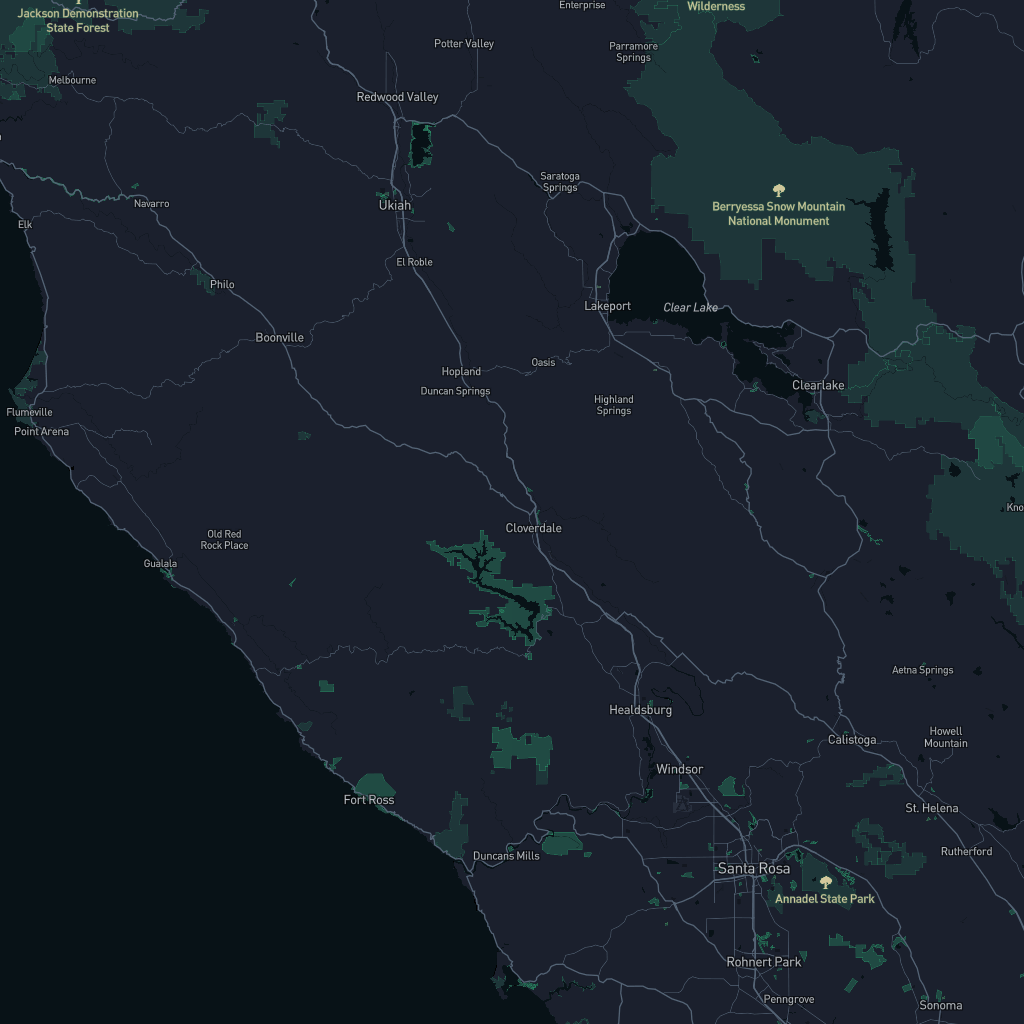 Enterprise
Wilderness
Jackson Demonstration
State Forest
Potter Valley
Parramore
Springs
Melbourne
Redwood Valley
Saratoga
Springs
Navarro
Ukiah
Berryessa Snow Mountain
National Monument
Elk
El Roble
Philo
Lakeport
Clear Lake
Boonville
Oasis
Hopland
Duncan Springs
Clearlake
Highland
Springs
Flumeville
Point Arena
Kno
Cloverdale
Old Red
Rock Place
Gualala
Aetna Springs
Healdsburg
Howell
Mountain
Calistoga
Windsor
Fort Ross
St. Helena
Duncans Mills
Rutherford
Santa Rosa
Annadel State Park
Rohnert Park
Penngrove
Sonoma